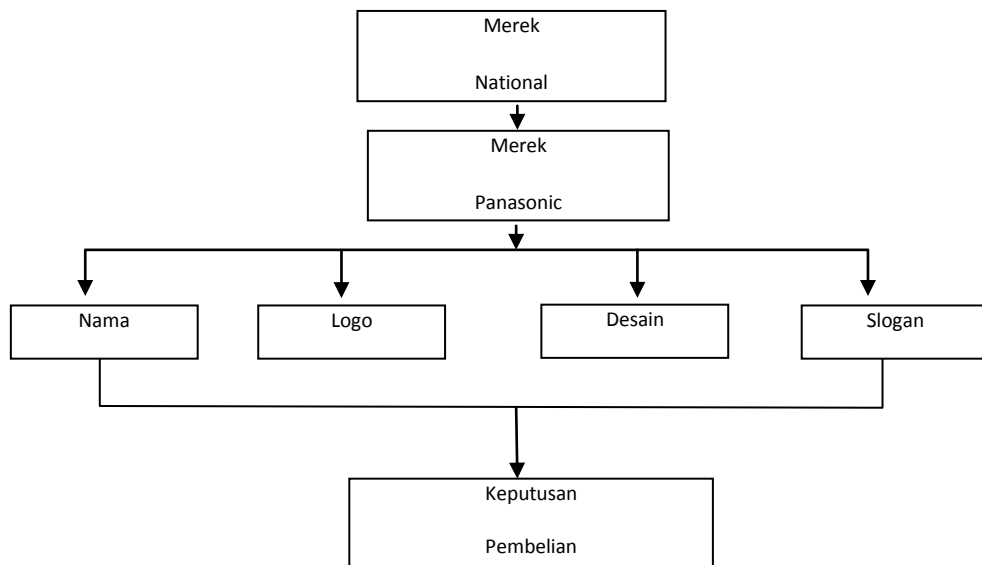 Merek
National
Merek
Panasonic
Nama
Logo
Desain
Slogan
Keputusan
Pembelian